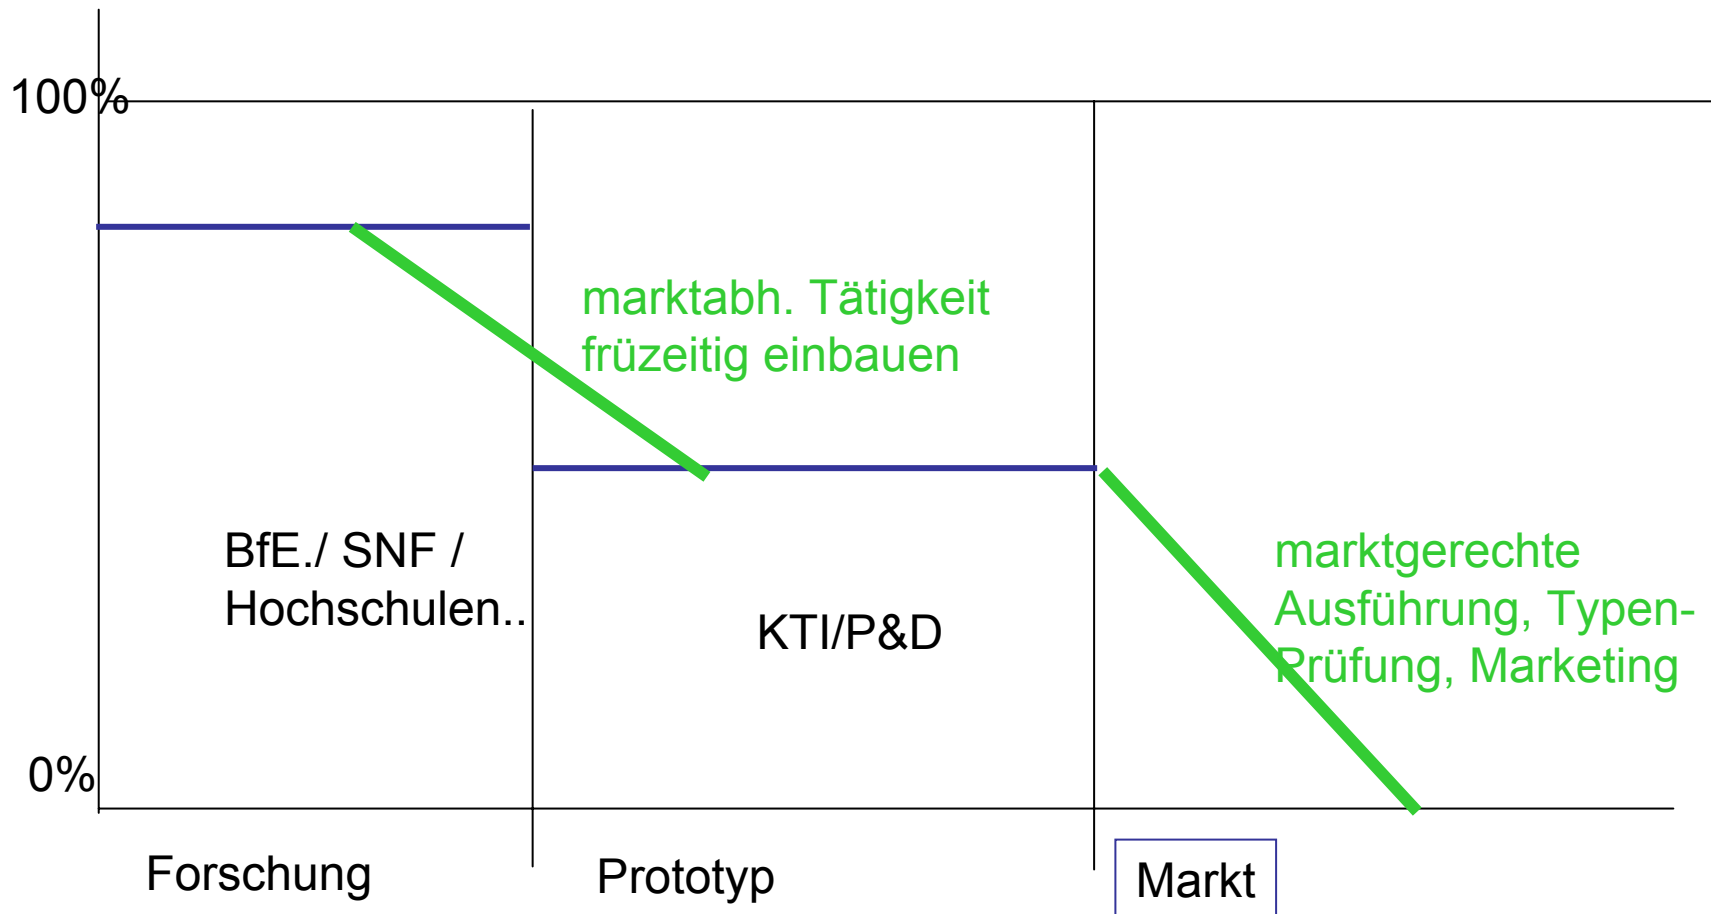 100%
marktabh. Tätigkeit
früzeitig einbauen
BfE./ SNF /
Hochschulen..
KTI/P&D
marktgerechte
Ausführung, Typen-
Prüfung, Marketing
0%
Forschung
Prototyp
Markt